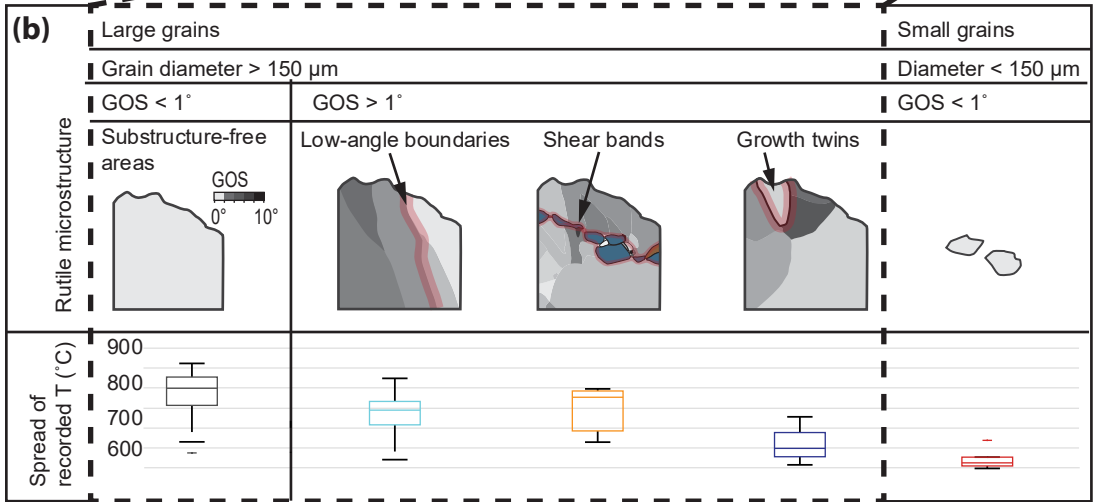 (b)
Large grains
Small grains
Grain diameter > 150 µm
Diameter < 150 µm
GOS < 1˚
GOS > 1˚
GOS < 1˚
Rutile microstructure
Substructure-free
areas
Low-angle boundaries
Shear bands
Growth twins
GOS
0° 10°
Spread of
recorded T (˚C)
900
800
700
600